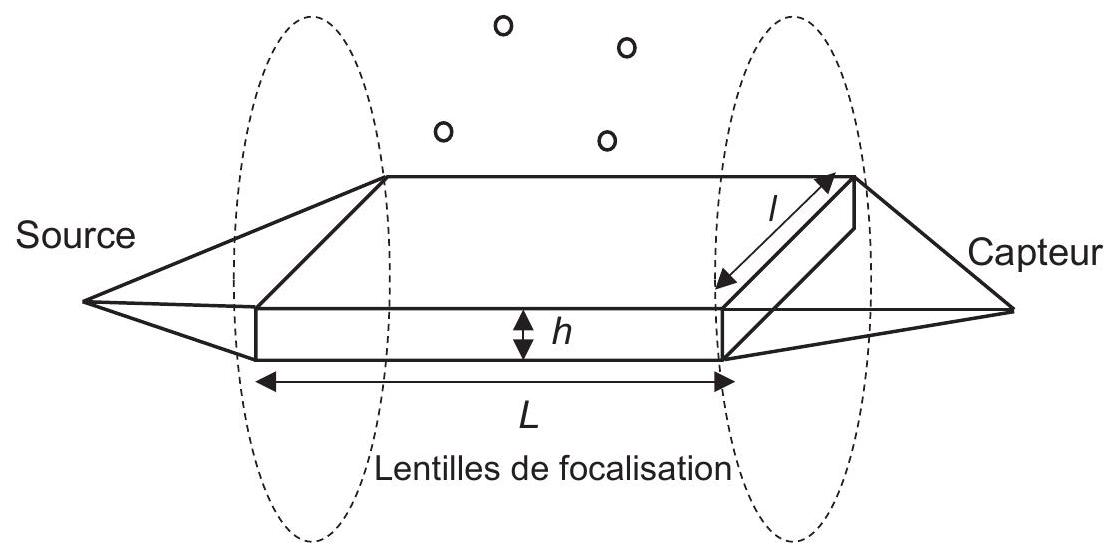 Source
l
Capteur
h
L
Lentilles de focalisation